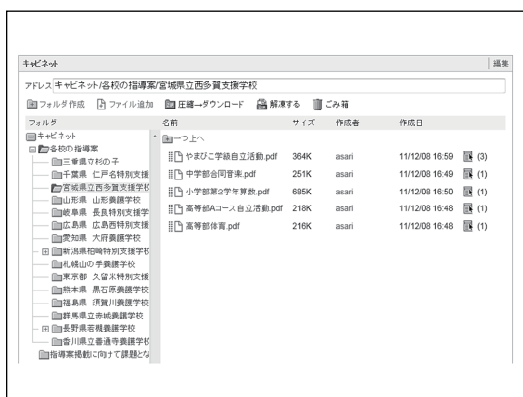 キャビネット 編集
アドレス キャビネット/各校の指導案/宮城県立西多賀支援学校
フォルダ作成 ファイル追加 圧縮→ダウンロード 解凍する ごみ箱
フォルダ 名前 サイズ 作成者 作成日
キャビネット
各校の指導案
三重県立杉の子
千葉県 仁戸名特別支援
宮城県立西多賀支援学校
山形県 山形養護学校
岐阜県 長良特別支援学
広島県 広島西特別支援
愛知県 大府養護学校
新潟県柏崎特別支援学校
札幌山の手養護学校
東京都 久留米特別支援
熊本県 黒石原養護学校
福島県 須賀川養護学校
群馬県立赤城養護学校
長野県若槻養護学校
香川県立善通寺養護学校
指導案掲載に向けて課題とな
一つ上へ
やまびこ学級自立活動.pdf 364K asari 11/12/08 16:59 (3)
中学部合同音楽.pdf 251K asari 11/12/08 16:49 (1)
小学部第2学年算数.pdf 685K asari 11/12/08 16:50 (1)
高等部Aコース自立活動.pdf 218K asari 11/12/08 16:48 (1)
高等部体育.pdf 216K asari 11/12/08 16:48 (1)